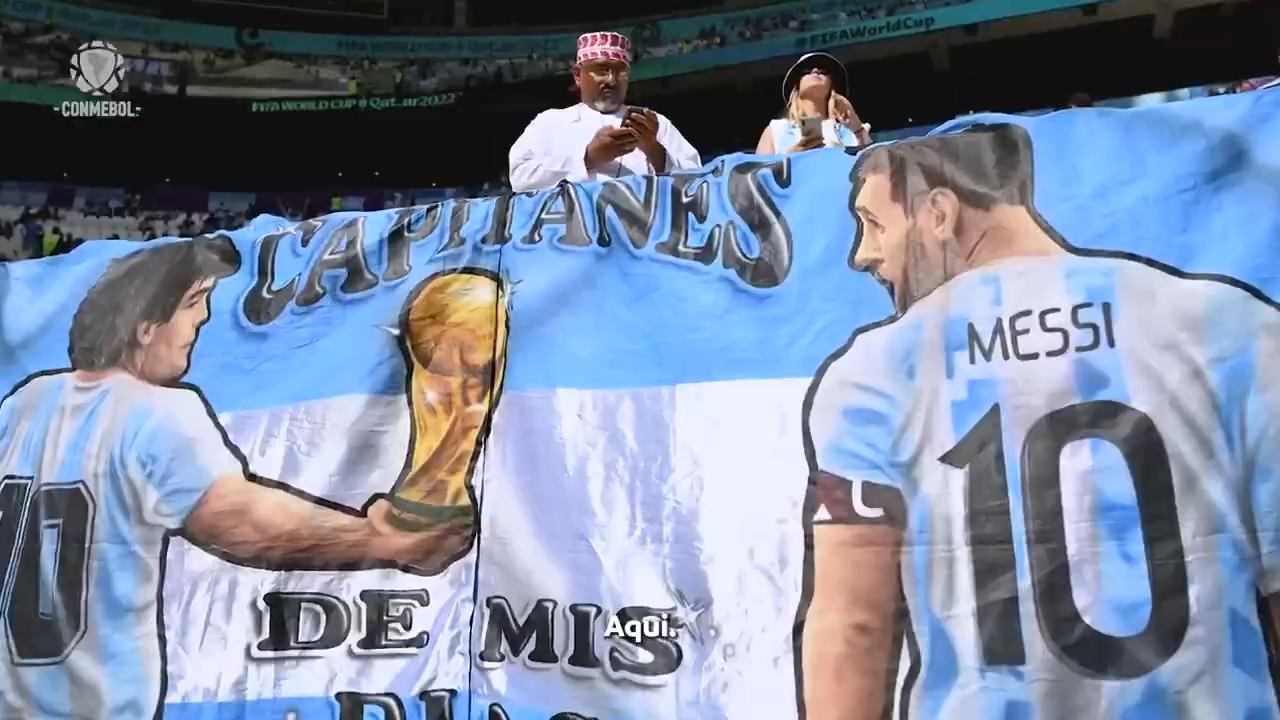 #FIFAWorldCup
-CONMEBOL-
FIFA WORLD CUP Qatar2022
CAPITANES
MESSI
10
10
DE MIS
Aquí.